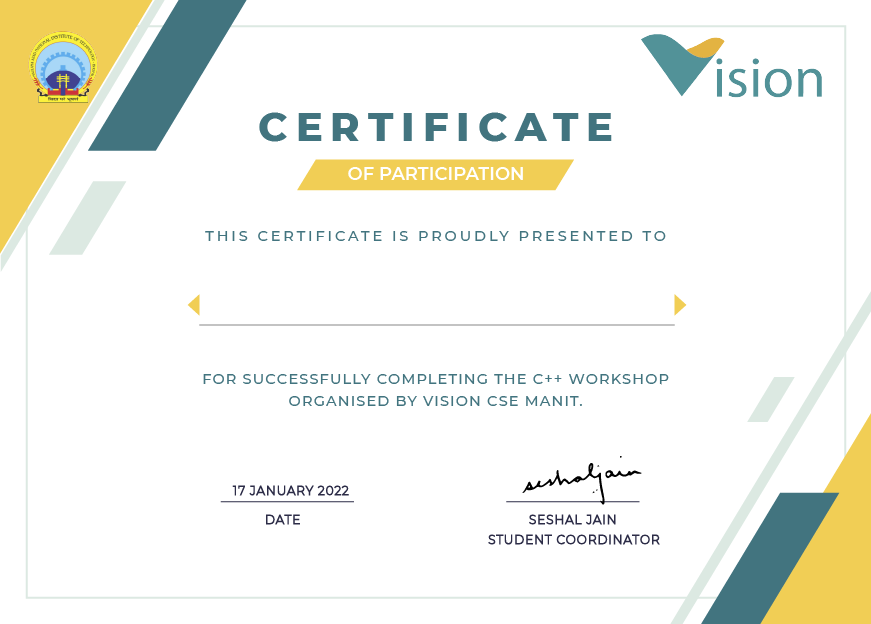 Vision
CERTIFICATE
OF PARTICIPATION
THIS CERTIFICATE IS PROUDLY PRESENTED TO
FOR SUCCESSFULLY COMPLETING THE C++ WORKSHOP
ORGANISED BY VISION CSE MANIT.
seshaljain
17 JANUARY 2022
DATE
SESHAL JAIN
STUDENT COORDINATOR